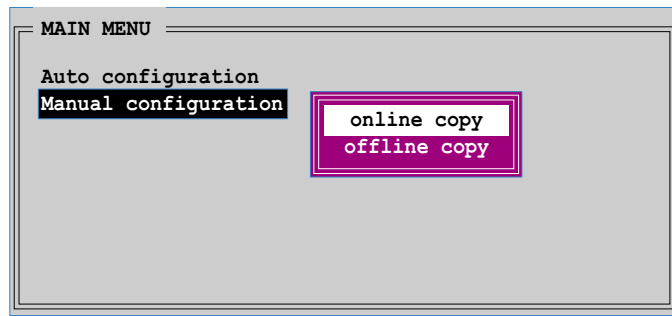 MAIN MENU
Auto configuration
Manual configuration
online copy
offline copy